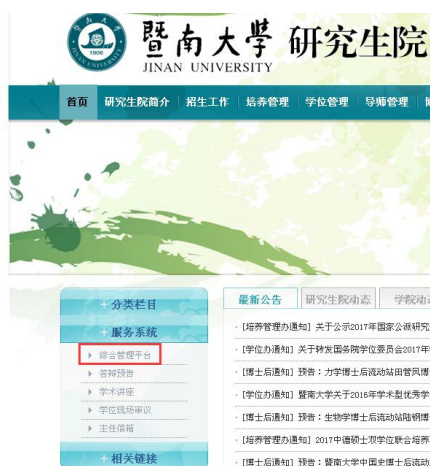 暨南大學 研究生院
JINAN UNIVERSITY
1906
首页 研究生院简介 招生工作 培养管理 学位管理 导师管理
分类栏目
服务系统
综合管理平台
答辩预告
学术讲座
学位现场审议
主任信箱
相关链接
最新公告 研究生院动态 学院动态
· [培养管理办通知] 关于公示2017年国家公派研究
· [学位办通知] 关于转发国务院学位委员会2017年
· [博士后通知] 预告：力学博士后流动站田管凤博
· [学位办通知] 暨南大学关于2016年学术型优秀学
· [博士后通知] 预告：生物学博士后流动站陆钢博
· [培养管理办通知] 2017中德硕士双学位联合培养
· [博士后通知] 预告：暨南大学中国史博士后流动